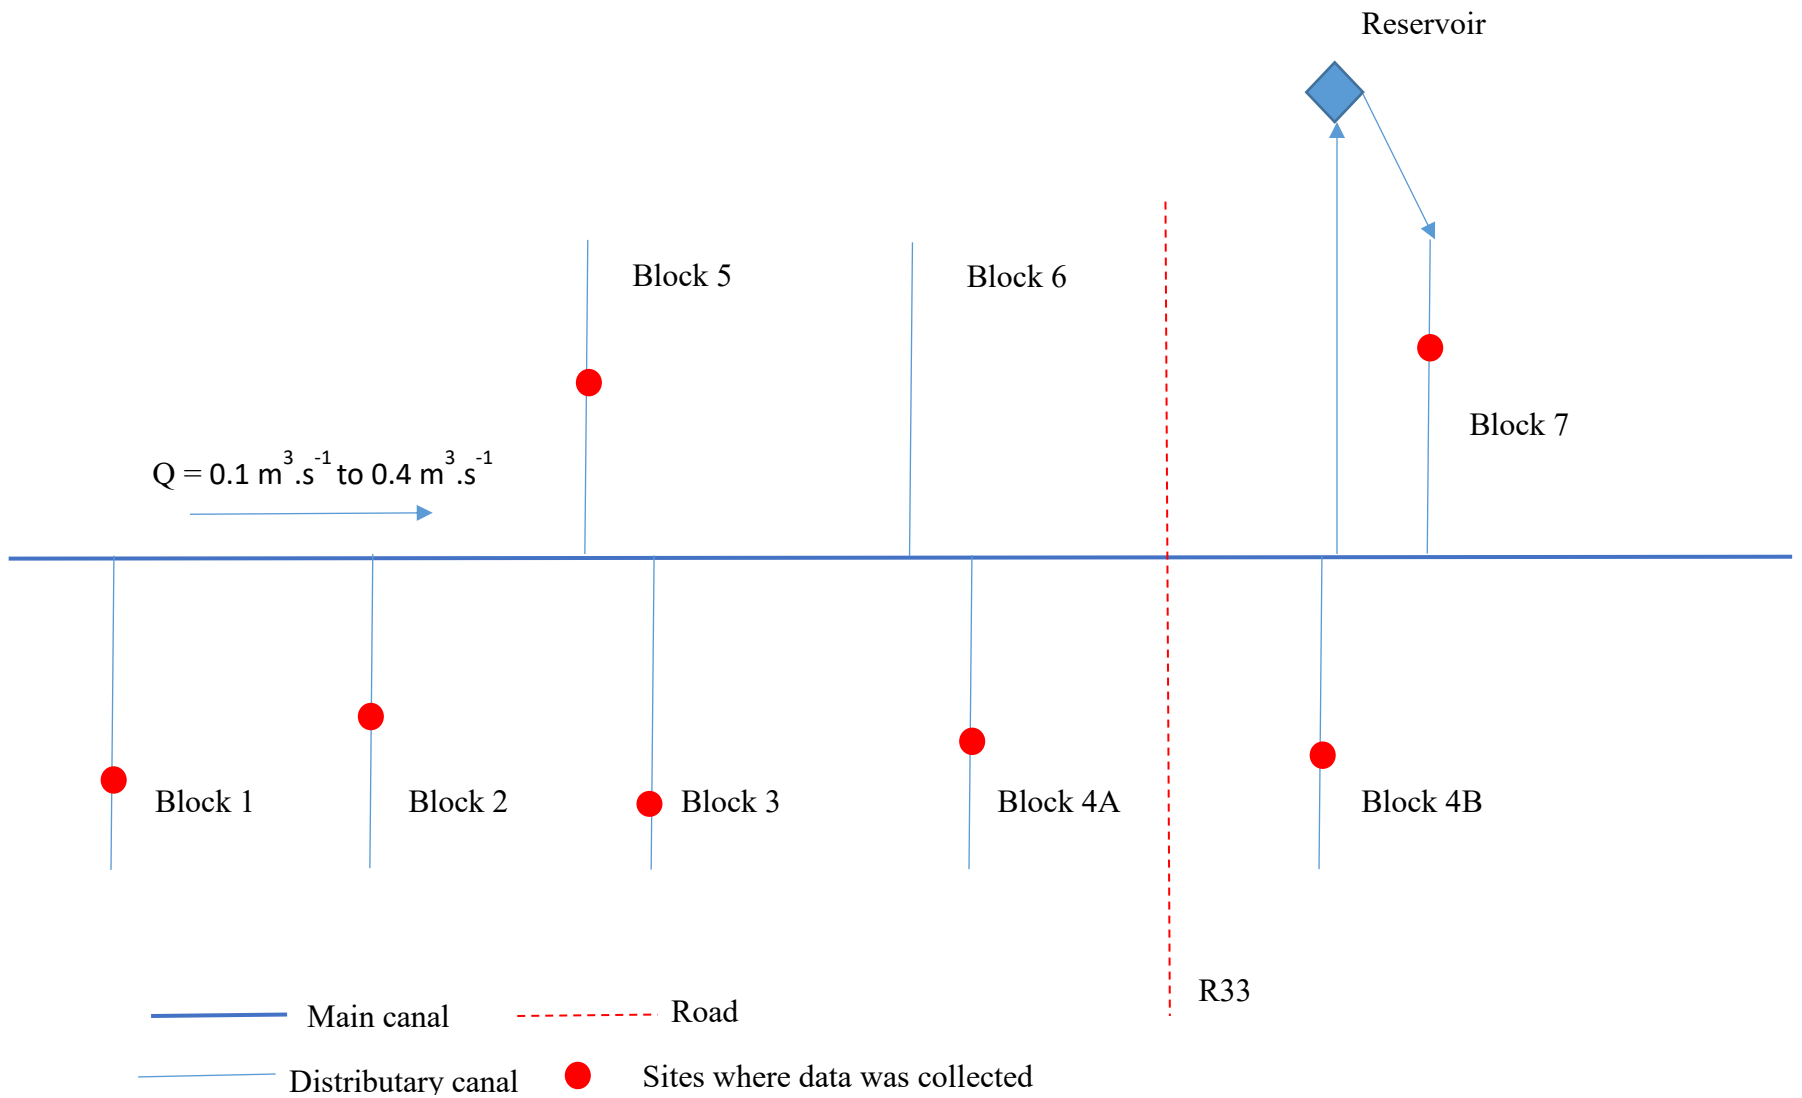 Reservoir
Block 5
Block 6
Block 7
Q = 0.1 m³.s⁻¹ to 0.4 m³.s⁻¹
Block 1
Block 2
Block 3
Block 4A
Block 4B
R33
Main canal
Road
Distributary canal
Sites where data was collected